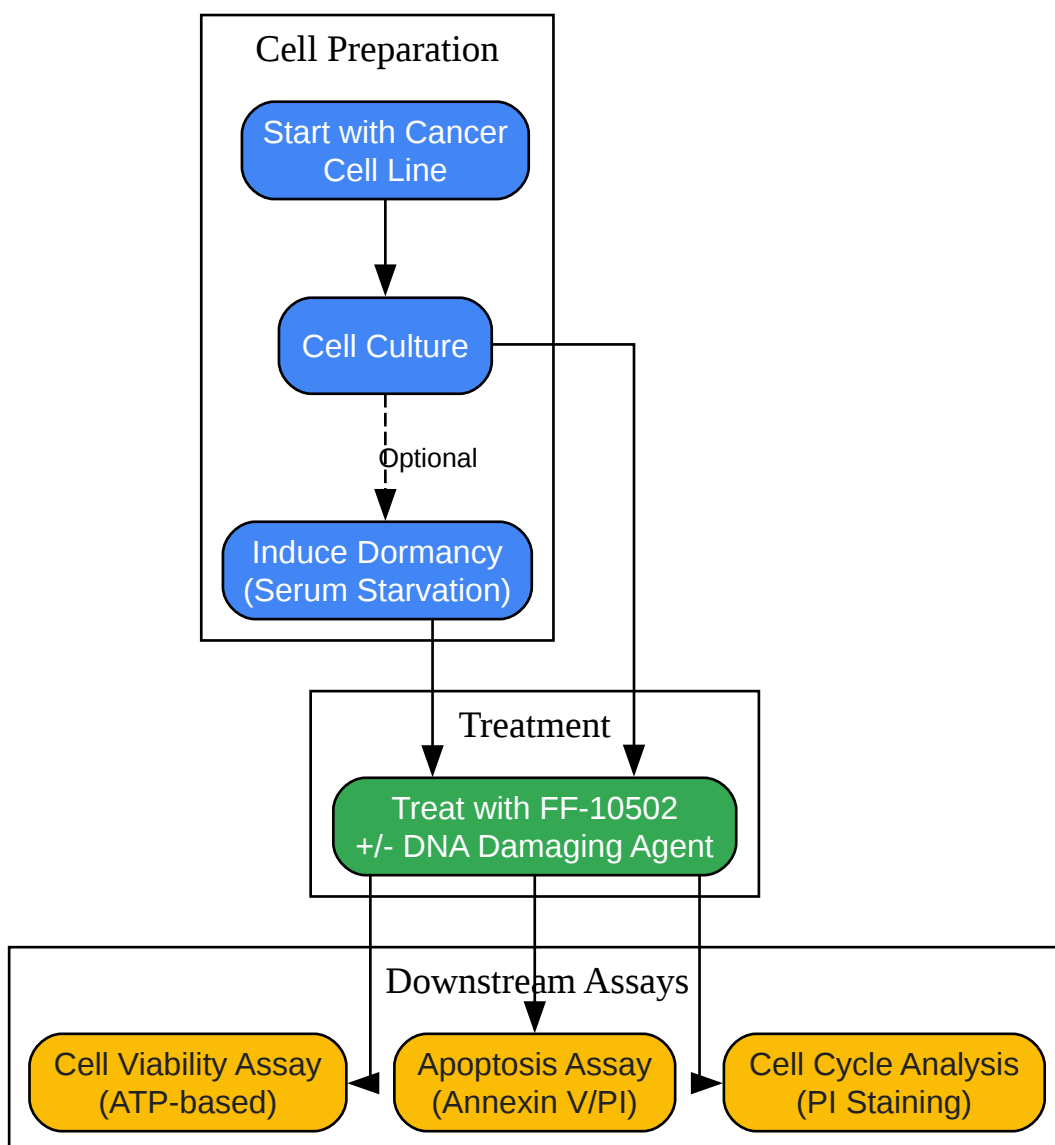 Cell Preparation
Start with Cancer
Cell Line
Cell Culture
Optional
Induce Dormancy
(Serum Starvation)
Treatment
Treat with FF-10502
+/- DNA Damaging Agent
Downstream Assays
Cell Viability Assay
(ATP-based)
Apoptosis Assay
(Annexin V/PI)
Cell Cycle Analysis
(PI Staining)